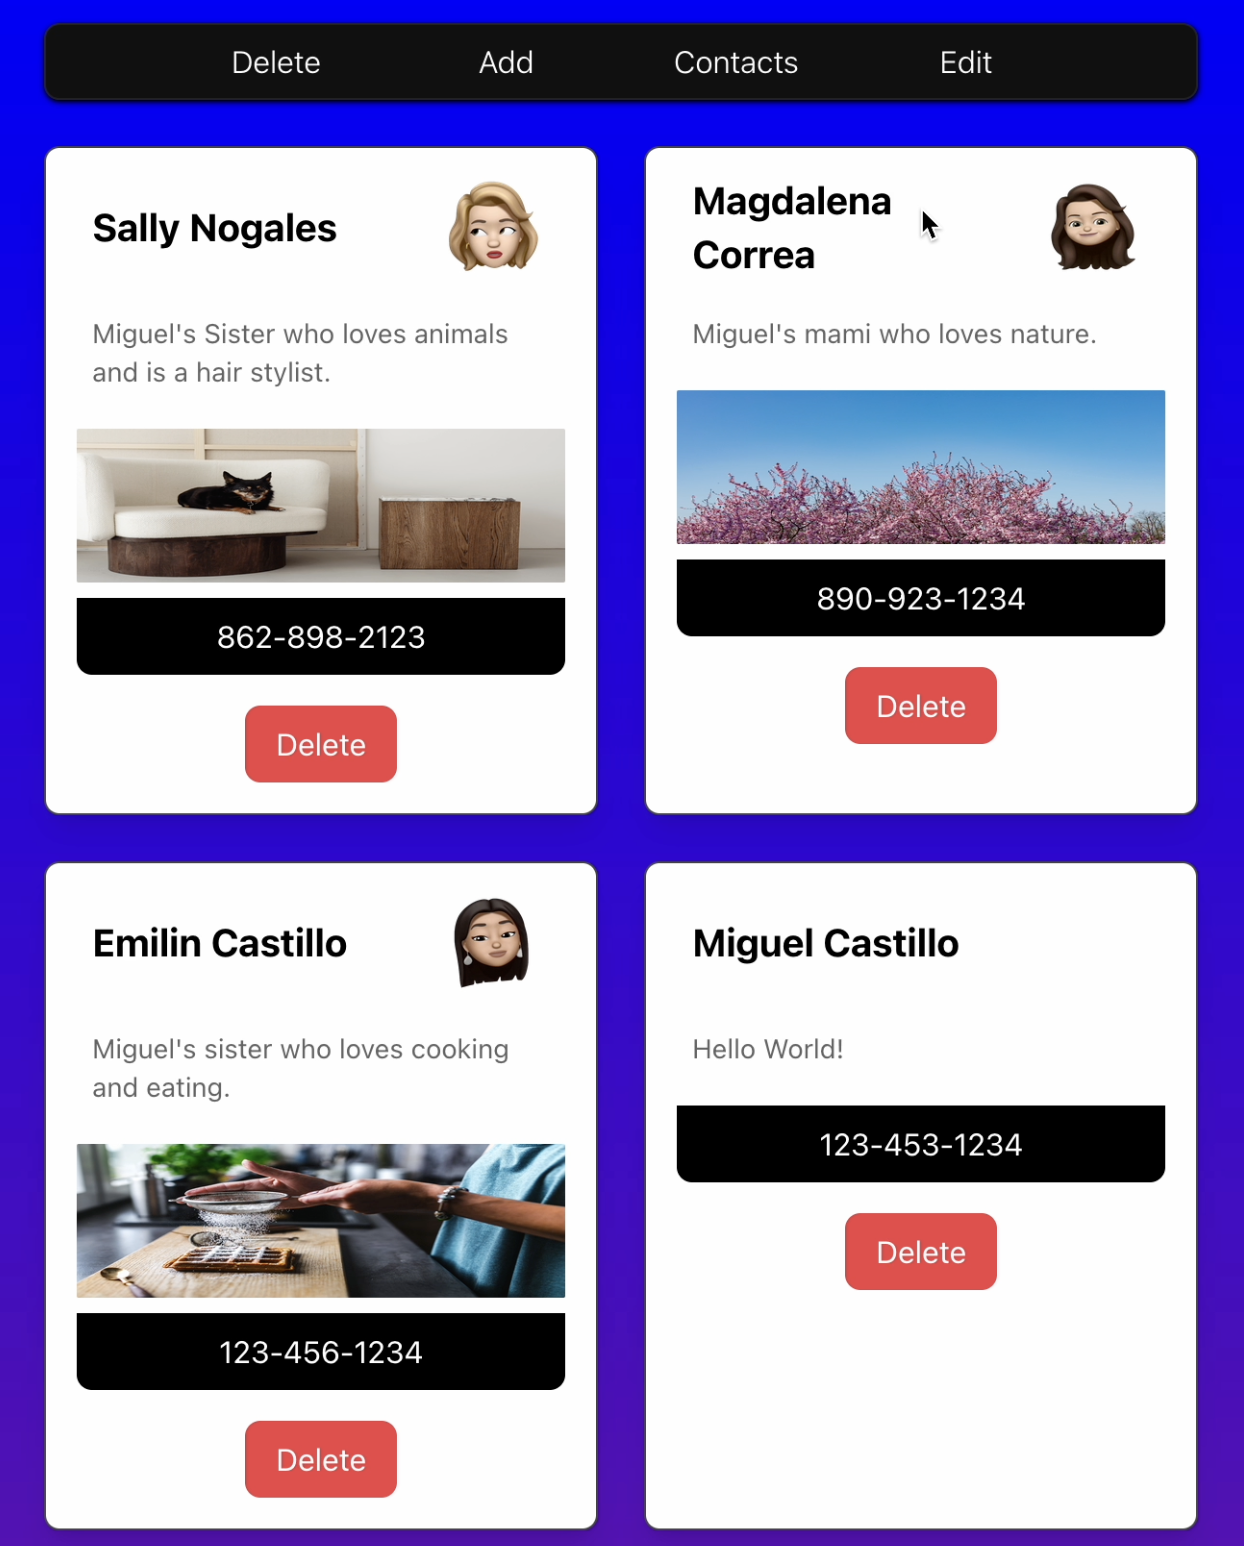 Delete Add Contacts Edit
Sally Nogales
Miguel's Sister who loves animals
and is a hair stylist.
862-898-2123
Delete
Magdalena
Correa
Miguel's mami who loves nature.
890-923-1234
Delete
Emilin Castillo
Miguel's sister who loves cooking
and eating.
123-456-1234
Delete
Miguel Castillo
Hello World!
123-453-1234
Delete